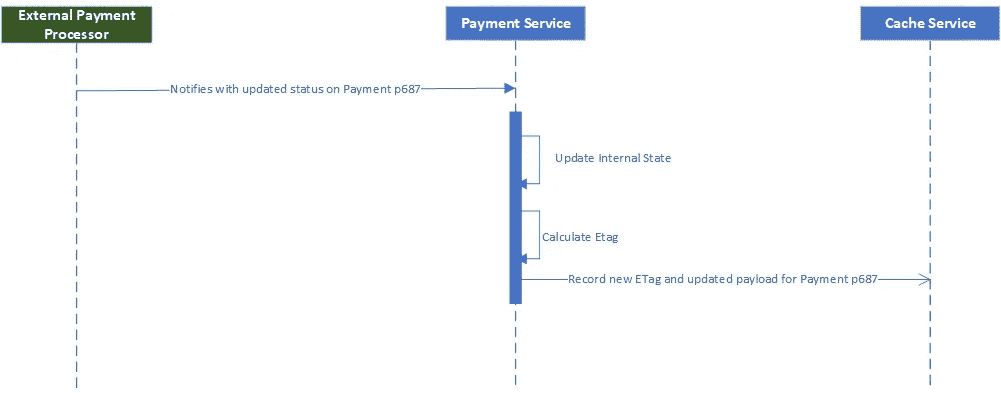 External Payment
Processor
Payment Service
Cache Service
Notifies with updated status on Payment p687
Update Internal State
Calculate Etag
Record new ETag and updated payload for Payment p687